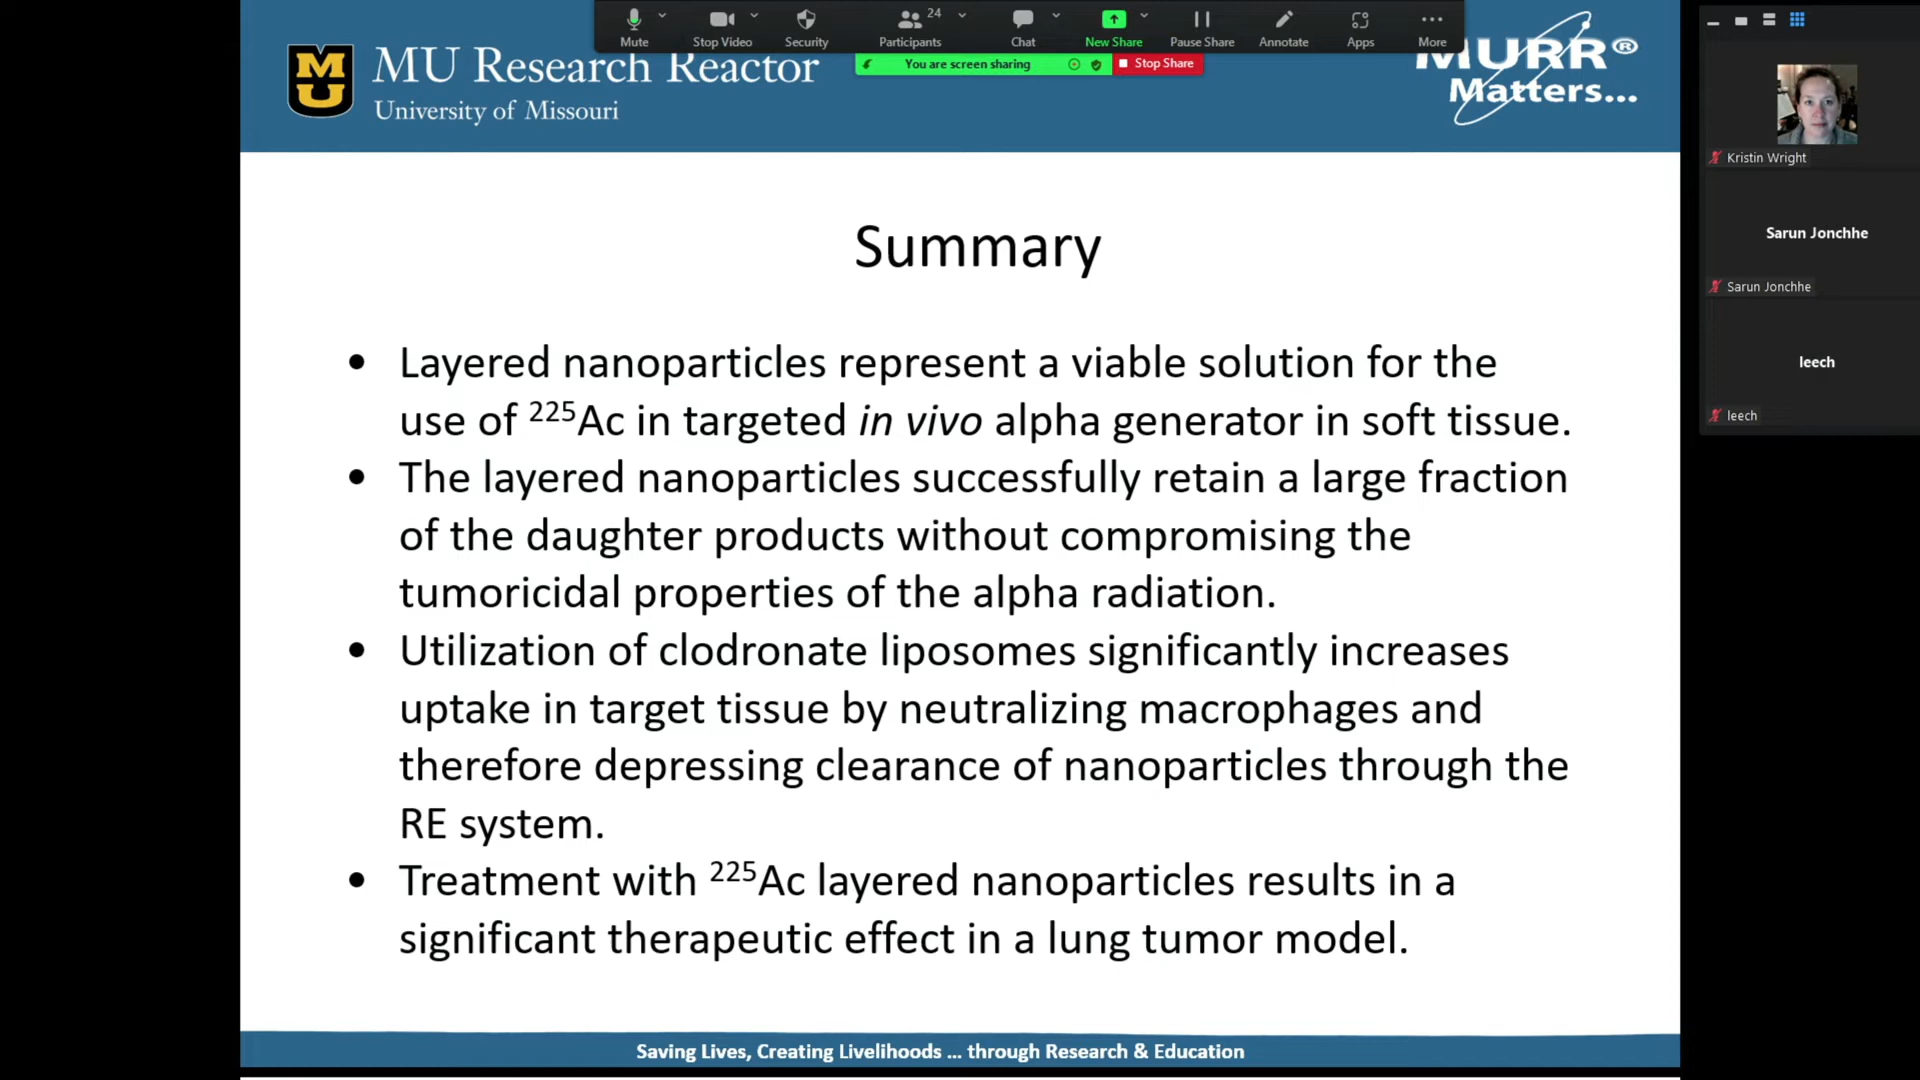 Mute
Stop Video
Security
Participants
24
Chat
New Share
Pause Share
Annotate
Apps
More
You are screen sharing
Stop Share
MU
MU Research Reactor
University of Missouri
MURR®
Matters...
Kristin Wright
Sarun Jonchhe
Sarun Jonchhe
leech
leech
Summary
• Layered nanoparticles represent a viable solution for the
use of ²²⁵Ac in targeted in vivo alpha generator in soft tissue.
• The layered nanoparticles successfully retain a large fraction
of the daughter products without compromising the
tumoricidal properties of the alpha radiation.
• Utilization of clodronate liposomes significantly increases
uptake in target tissue by neutralizing macrophages and
therefore depressing clearance of nanoparticles through the
RE system.
• Treatment with ²²⁵Ac layered nanoparticles results in a
significant therapeutic effect in a lung tumor model.
Saving Lives, Creating Livelihoods ... through Research & Education